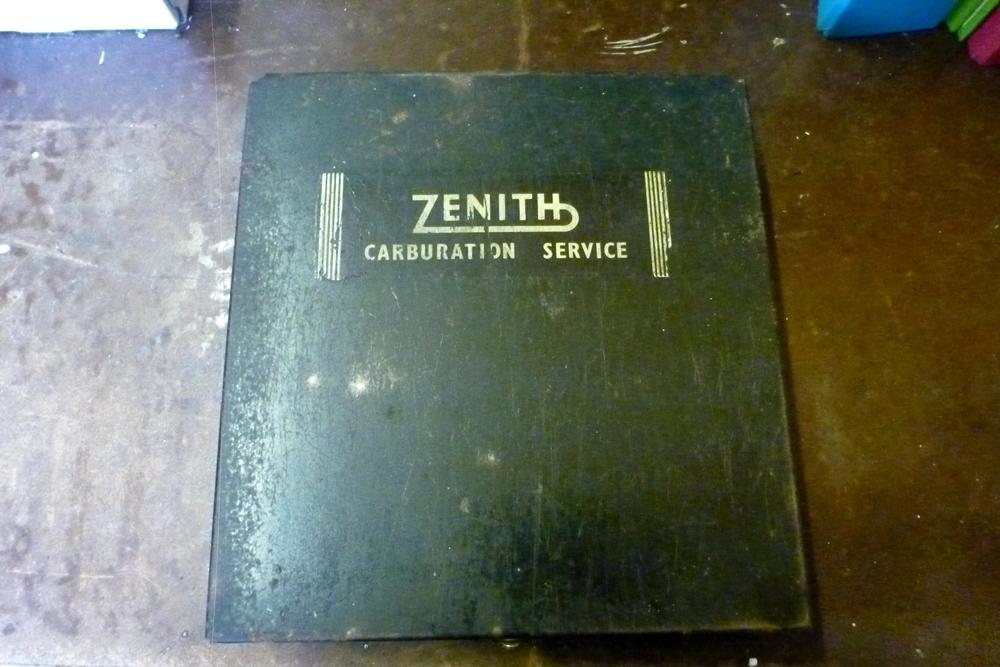 ZENITH
CARBURATION SERVICE